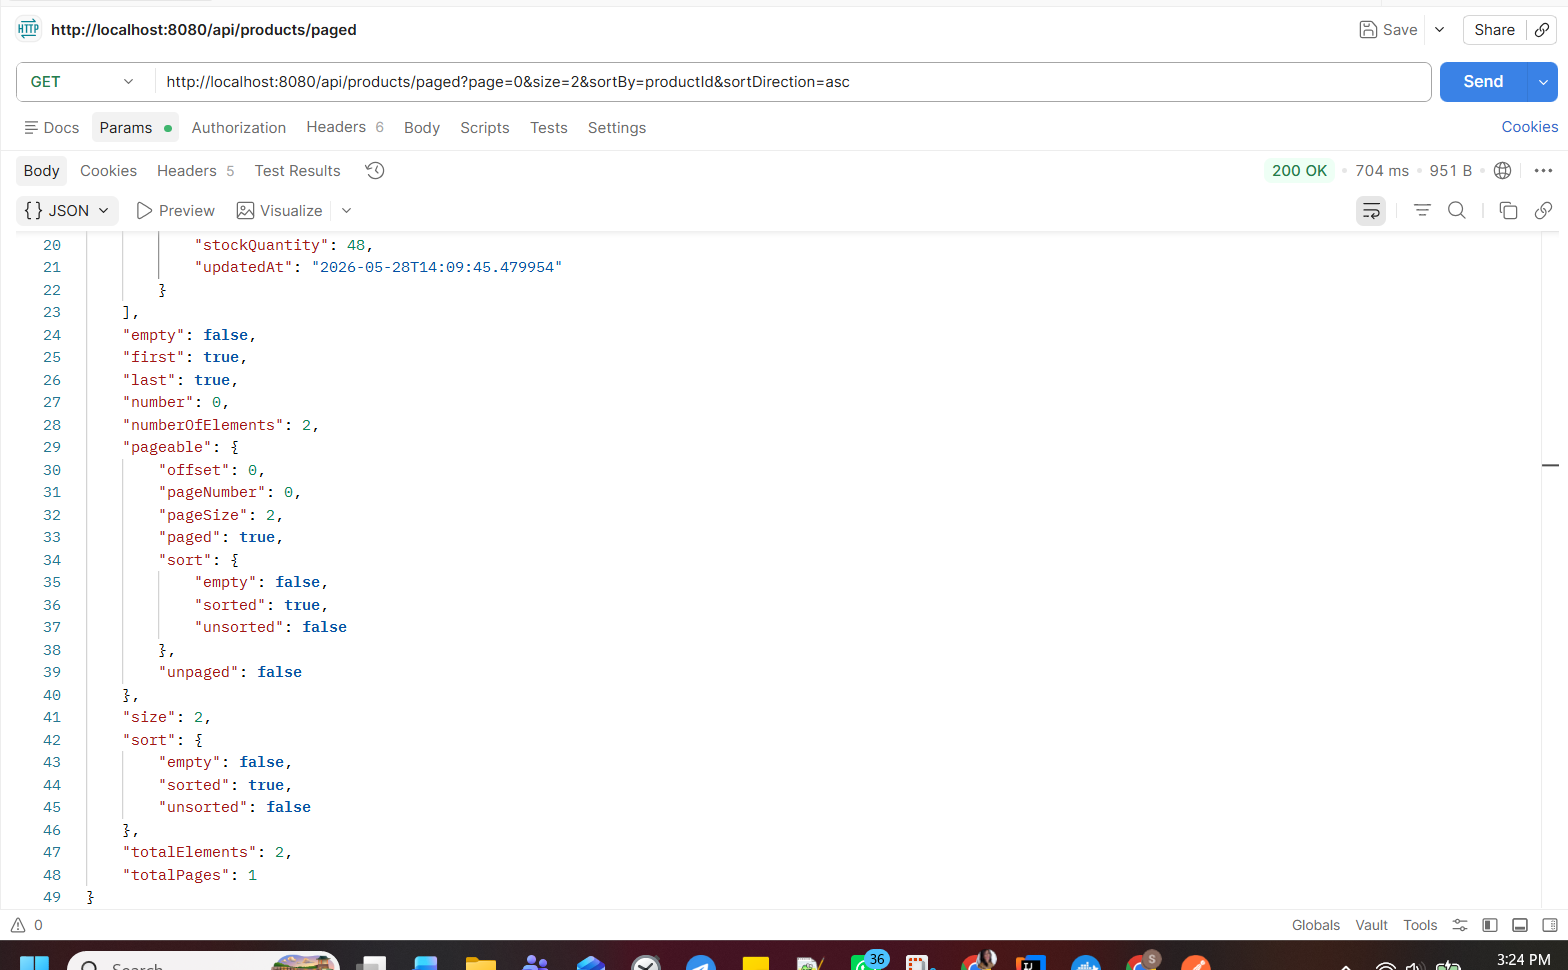 HTTP http://localhost:8080/api/products/paged Save Share
GET http://localhost:8080/api/products/paged?page=0&size=2&sortBy=productId&sortDirection=asc Send
Docs Params Authorization Headers 6 Body Scripts Tests Settings Cookies
Body Cookies Headers 5 Test Results 200 OK • 704 ms • 951 B •
{} JSON Preview Visualize
20 "stockQuantity": 48,
21 "updatedAt": "2026-05-28T14:09:45.479954"
22 }
23 ],
24 "empty": false,
25 "first": true,
26 "last": true,
27 "number": 0,
28 "numberOfElements": 2,
29 "pageable": {
30 "offset": 0,
31 "pageNumber": 0,
32 "pageSize": 2,
33 "paged": true,
34 "sort": {
35 "empty": false,
36 "sorted": true,
37 "unsorted": false
38 },
39 "unpaged": false
40 },
41 "size": 2,
42 "sort": {
43 "empty": false,
44 "sorted": true,
45 "unsorted": false
46 },
47 "totalElements": 2,
48 "totalPages": 1
49 }
0 Globals Vault Tools
Search 36 S 3:24 PM